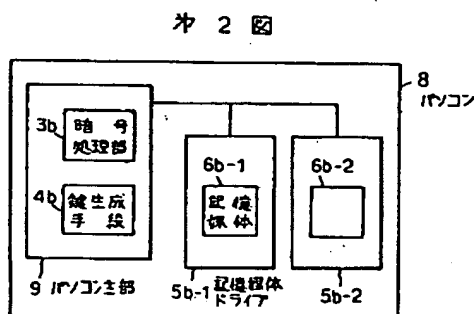 第 2 図
8
パソコン
3b
暗号
処理部
4b
鍵生成
手段
6b-1
記憶
媒体
6b-2
9 パソコン主部
5b-1 記憶媒体
ドライブ
5b-2